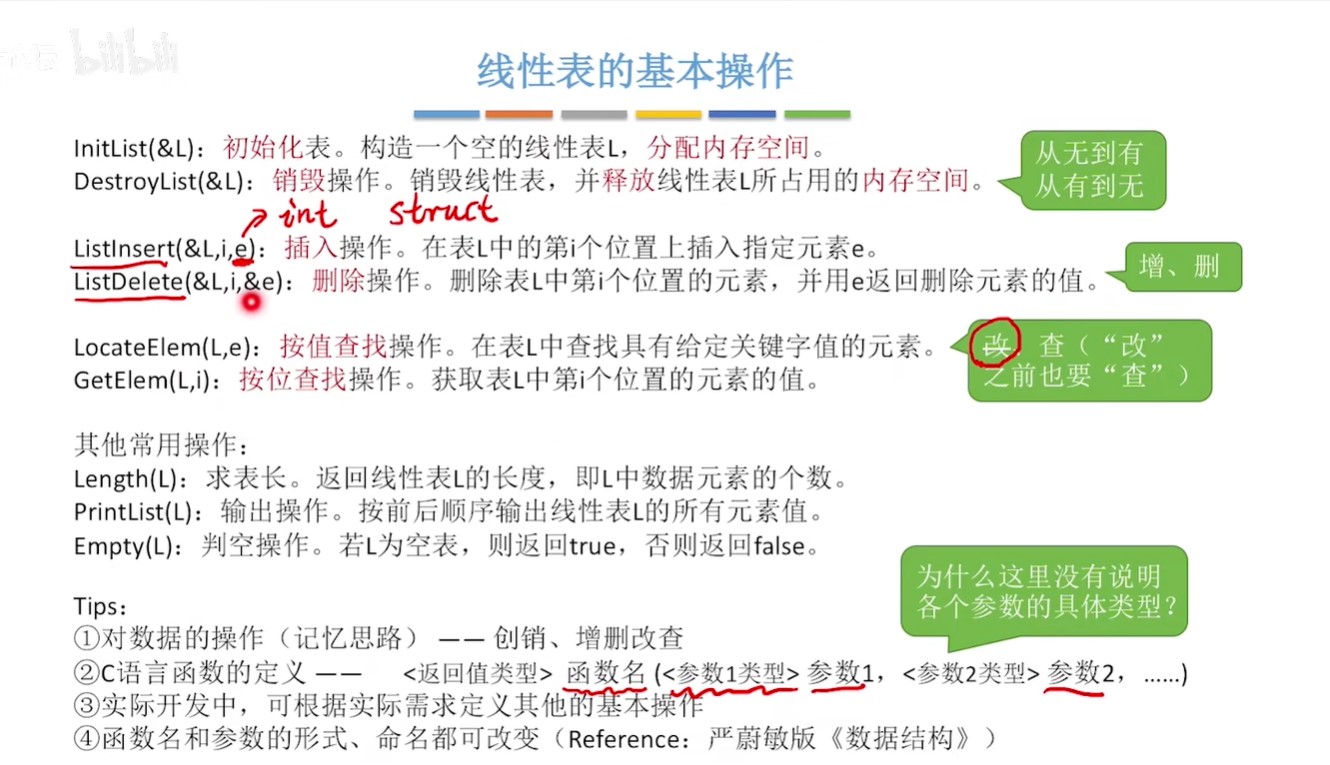 bilibili
线性表的基本操作
InitList(&L)：初始化表。构造一个空的线性表L，分配内存空间。
DestroyList(&L)：销毁操作。销毁线性表，并释放线性表L所占用的内存空间。
从无到有
从有到无
int struct
ListInsert(&L,i,e)：插入操作。在表L中的第i个位置上插入指定元素e。
ListDelete(&L,i,&e)：删除操作。删除表L中第i个位置的元素，并用e返回删除元素的值。
增、删
LocateElem(L,e)：按值查找操作。在表L中查找具有给定关键字值的元素。
GetElem(L,i)：按位查找操作。获取表L中第i个位置的元素的值。
改、查（“改”
之前也要“查”）
其他常用操作：
Length(L)：求表长。返回线性表L的长度，即L中数据元素的个数。
PrintList(L)：输出操作。按前后顺序输出线性表L的所有元素值。
Empty(L)：判空操作。若L为空表，则返回true，否则返回false。
为什么这里没有说明
各个参数的具体类型？
Tips：
①对数据的操作（记忆思路） —— 创销、增删改查
②C语言函数的定义 —— <返回值类型> 函数名 (<参数1类型> 参数1，<参数2类型> 参数2，……)
③实际开发中，可根据实际需求定义其他的基本操作
④函数名和参数的形式、命名都可改变（Reference：严蔚敏版《数据结构》）